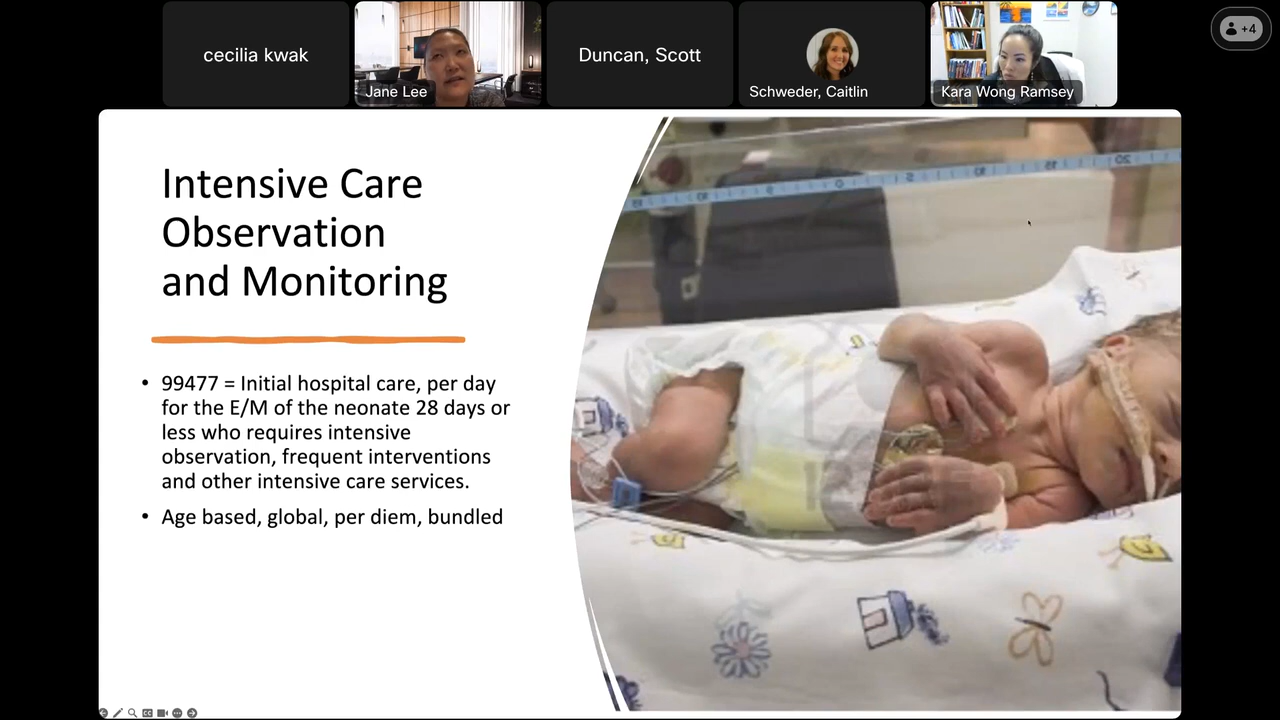 cecilia kwak
Jane Lee
Duncan, Scott
Schweder, Caitlin
Kara Wong Ramsey
+4
Intensive Care
Observation
and Monitoring
• 99477 = Initial hospital care, per day
for the E/M of the neonate 28 days or
less who requires intensive
observation, frequent interventions
and other intensive care services.
• Age based, global, per diem, bundled